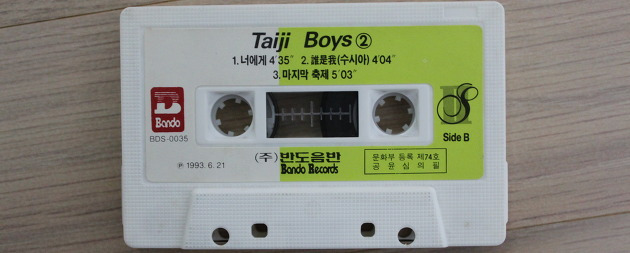 Taiji Boys ②
1.너에게 4′35″ 2.誰是我(수시아) 4′04″
3.마지막 축제 5′03″
B
Bando
BDS-0035
Side B
℗ 1993. 6. 21
(주)반도음반
Bando Records
문화부 등록 제74호
공 윤 심 의 필